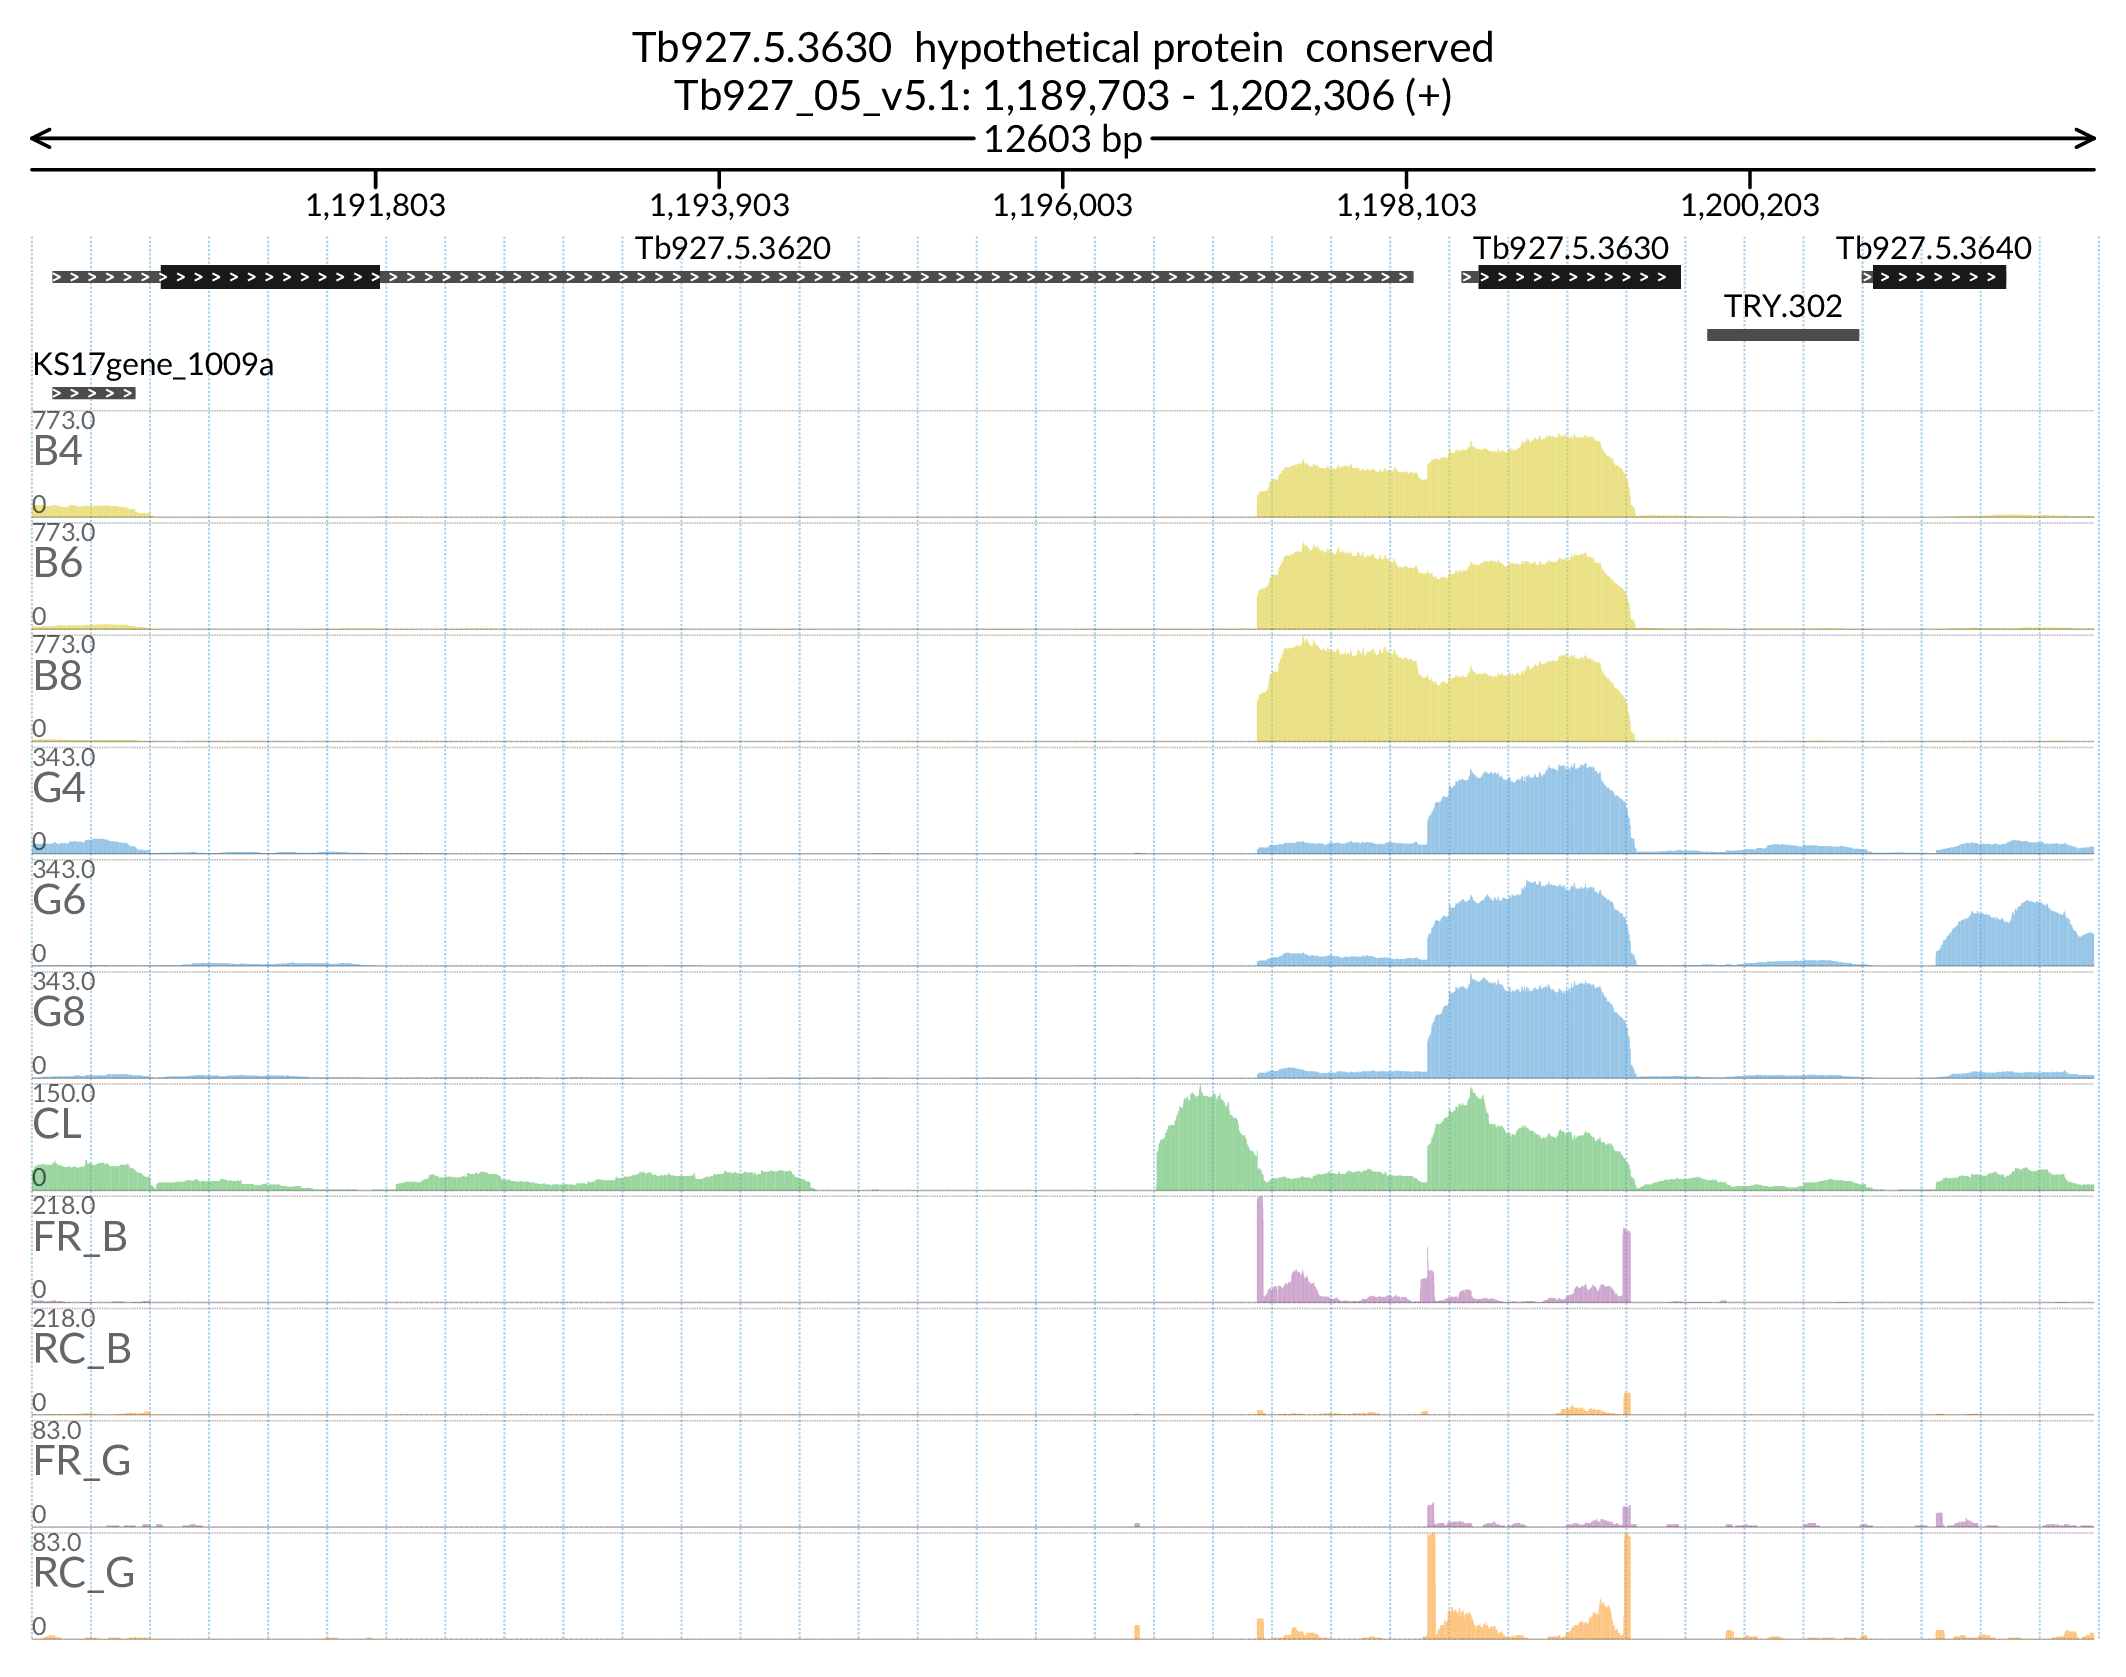 Tb927.5.3630 hypothetical protein conserved
Tb927_05_v5.1: 1,189,703 - 1,202,306 (+)
12603 bp
1,191,803 1,193,903 1,196,003 1,198,103 1,200,203
Tb927.5.3620 Tb927.5.3630 Tb927.5.3640
TRY.302
KS17gene_1009a
773.0
B4
0
773.0
B6
0
773.0
B8
0
343.0
G4
0
343.0
G6
0
343.0
G8
0
150.0
CL
0
218.0
FR_B
0
218.0
RC_B
0
83.0
FR_G
0
83.0
RC_G
0